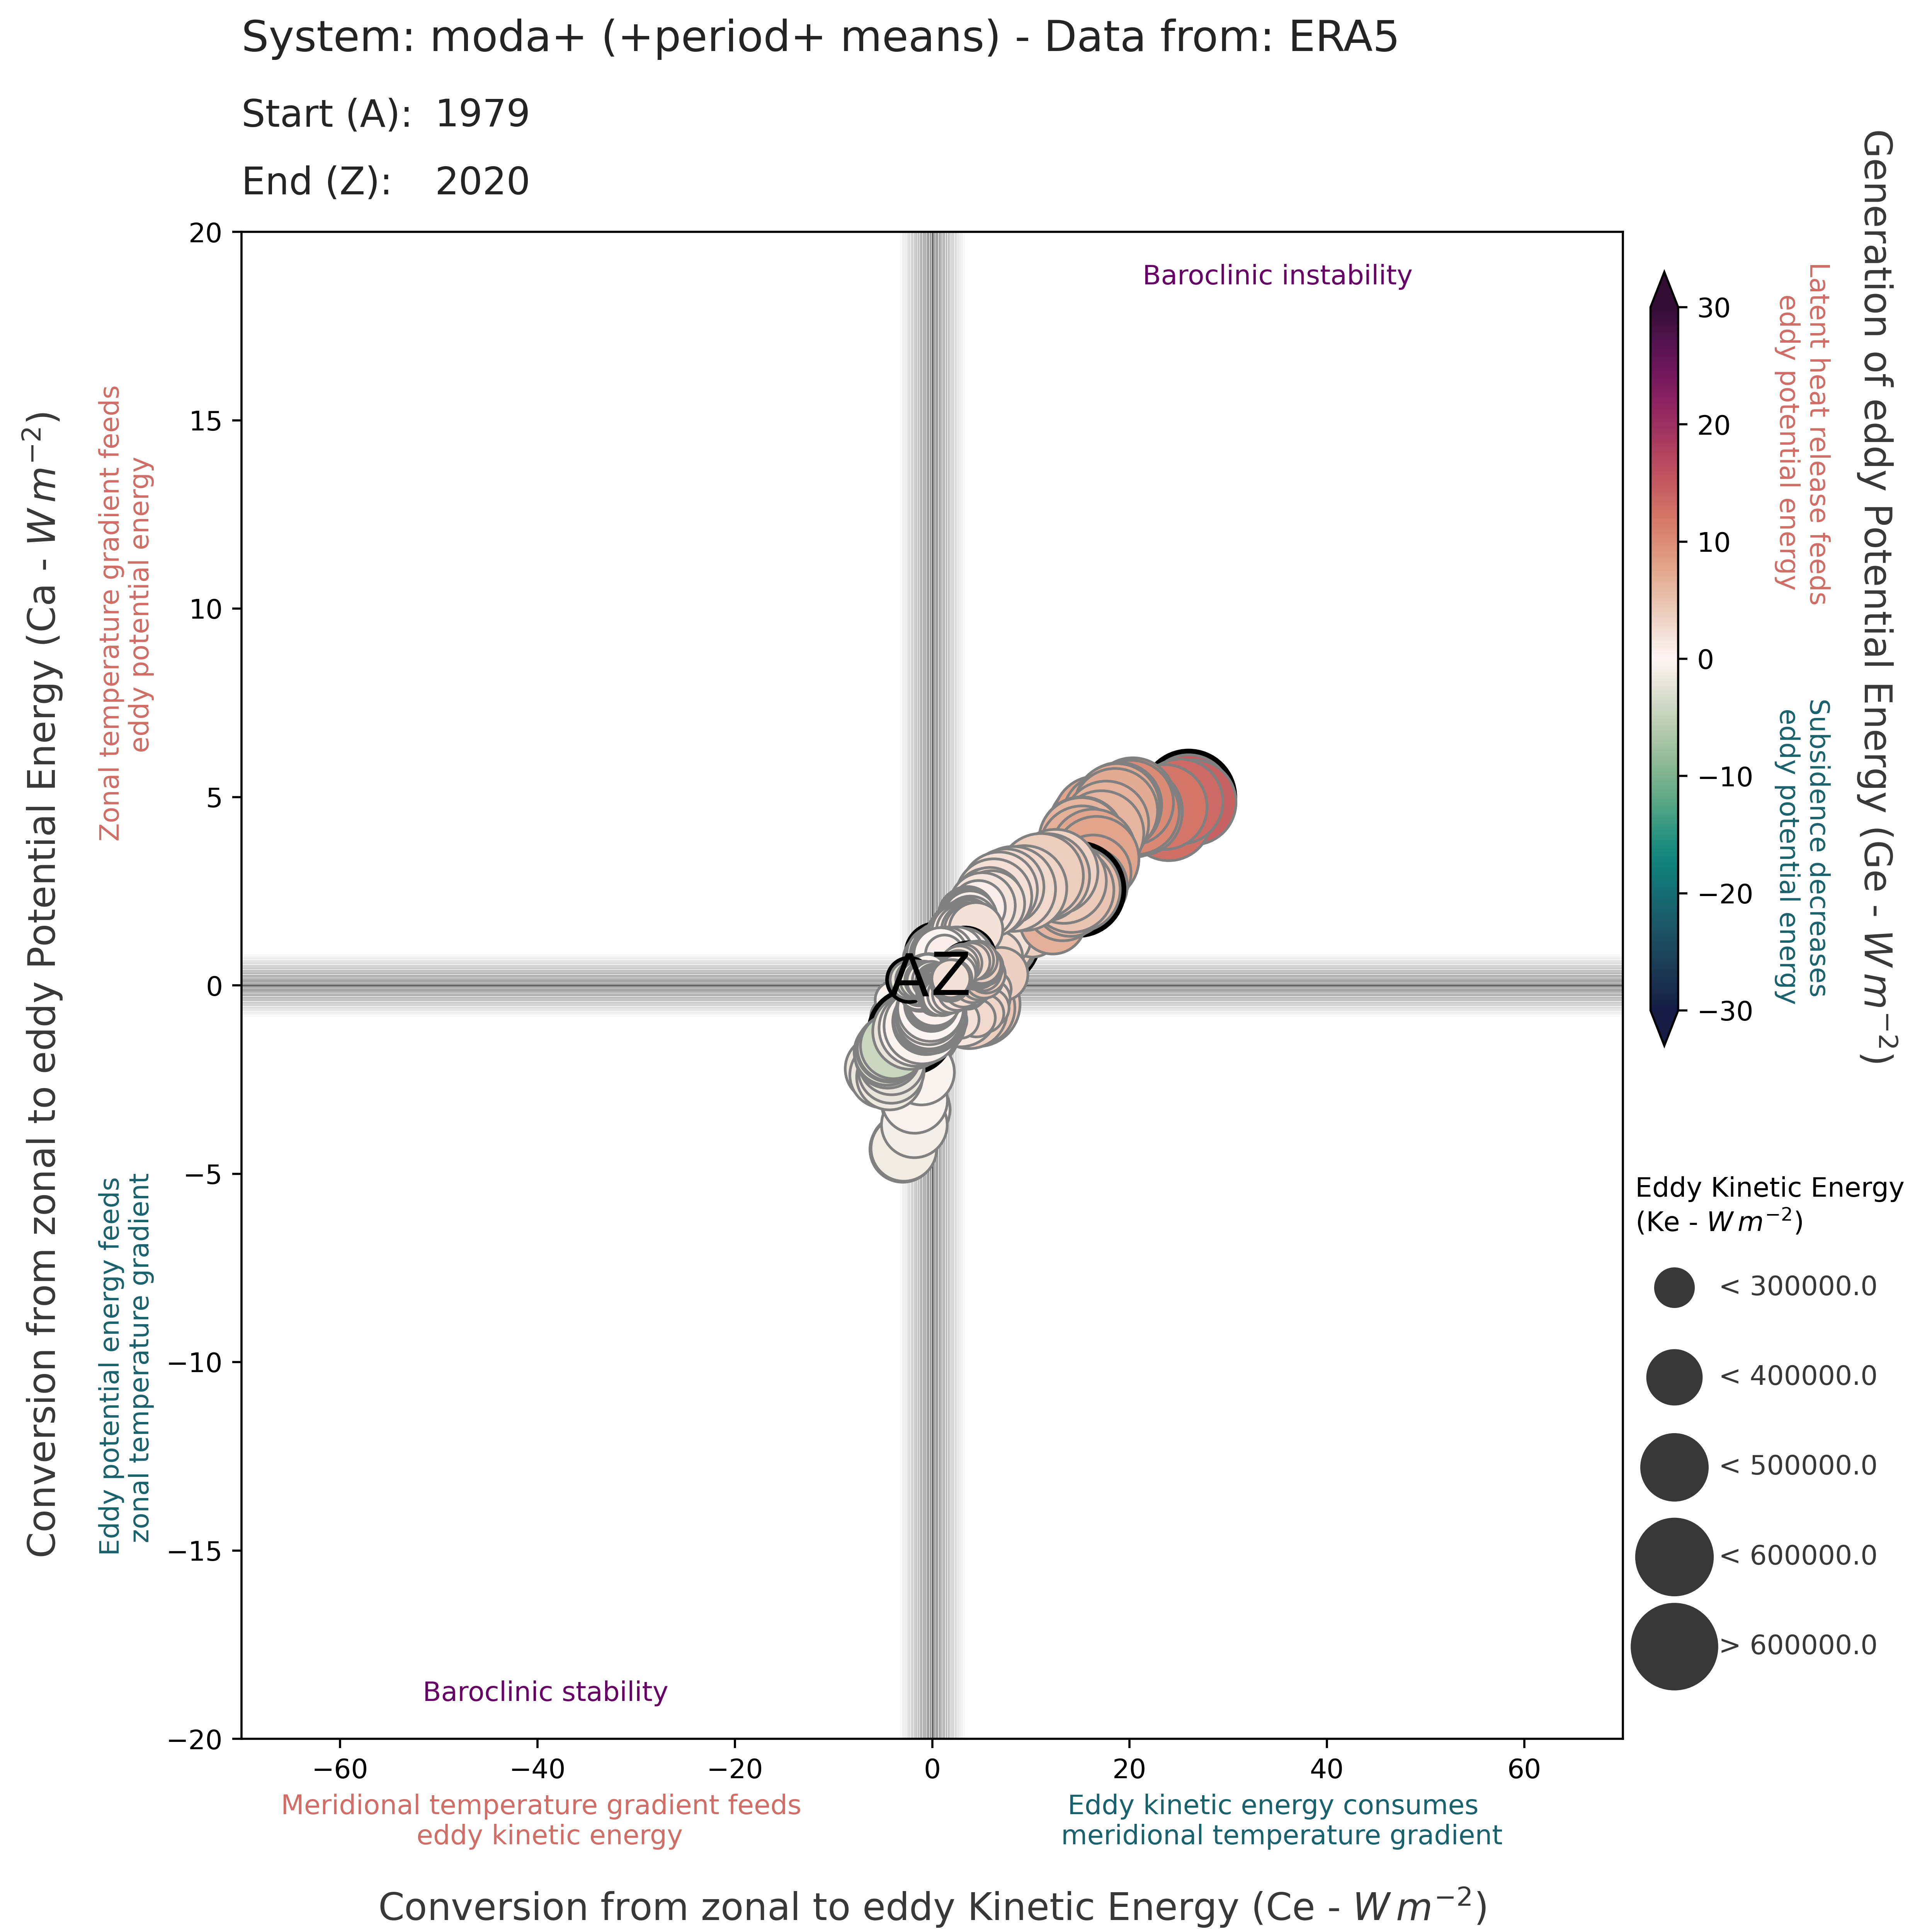 System: moda+ (+period+ means) - Data from: ERA5
Start (A): 1979
End (Z): 2020
Conversion from zonal to eddy Potential Energy (Ca - W m⁻²)
Zonal temperature gradient feeds
eddy potential energy
Eddy potential energy feeds
zonal temperature gradient
20
15
10
5
0
−5
−10
−15
−20
Baroclinic instability
A
Z
Baroclinic stability
−60
−40
−20
0
20
40
60
Meridional temperature gradient feeds
eddy kinetic energy
Eddy kinetic energy consumes
meridional temperature gradient
Conversion from zonal to eddy Kinetic Energy (Ce - W m⁻²)
30
20
10
0
−10
−20
−30
Latent heat release feeds
eddy potential energy
Subsidence decreases
eddy potential energy
Generation of eddy Potential Energy (Ge - W m⁻²)
Eddy Kinetic Energy
(Ke - W m⁻²)
< 300000.0
< 400000.0
< 500000.0
< 600000.0
> 600000.0